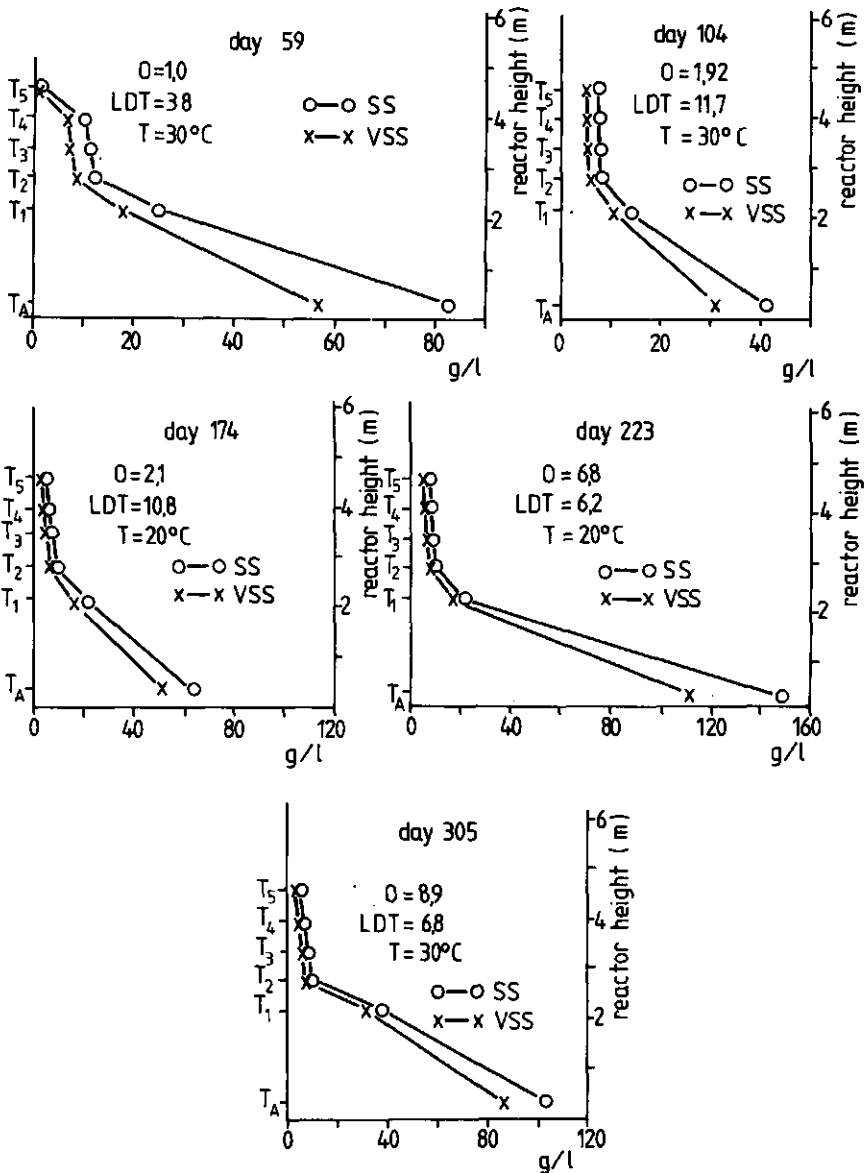 day 59
O=1,0
LDT=38
T=30°C
O—O SS
x—x VSS
T5
T4
T3
T2
T1
TA
0 20 40 60 80
g/l
6
4
2
reactor height (m)
day 104
O=1,92
LDT=11,7
T=30°C
O—O SS
x—x VSS
T5
T4
T3
T2
T1
TA
0 20 40
g/l
6
4
2
reactor height (m)
day 174
O=2,1
LDT=10,8
T=20°C
O—O SS
x—x VSS
T5
T4
T3
T2
T1
TA
0 40 80 120
g/l
6
4
2
reactor height (m)
day 223
O=6,8
LDT=6,2
T=20°C
O—O SS
x—x VSS
T5
T4
T3
T2
T1
TA
0 40 80 120 160
g/l
6
4
2
reactor height (m)
day 305
O=8,9
LDT=6,8
T=30°C
O—O SS
x—x VSS
T5
T4
T3
T2
T1
TA
0 40 80 120
g/l
6
4
2
reactor height (m)